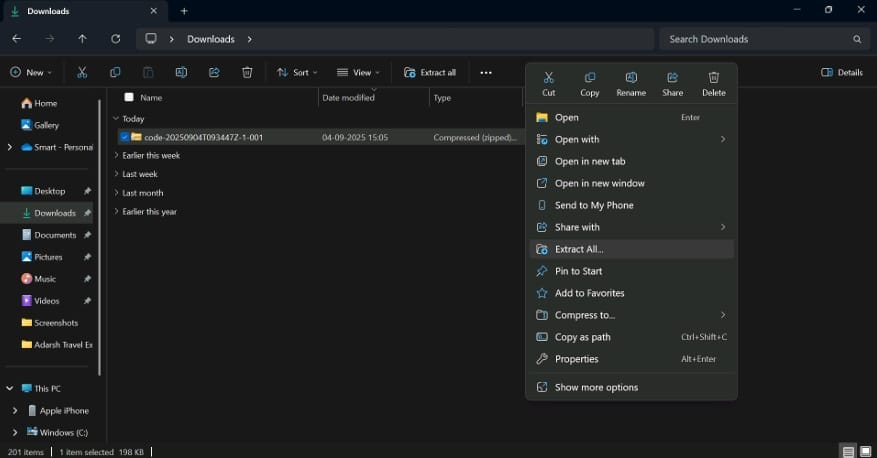 Downloads
Downloads
Search Downloads
New
Sort
View
Extract all
Details
Home
Gallery
Smart - Persona
Desktop
Downloads
Documents
Pictures
Music
Videos
Screenshots
Adarsh Travel Ex
This PC
Apple iPhone
Windows (C:)
Name
Date modified
Type
Today
code-20250904T093447Z-1-001 04-09-2025 15:05 Compressed (zipped)...
Earlier this week
Last week
Last month
Earlier this year
Cut Copy Rename Share Delete
Open Enter
Open with
Open in new tab
Open in new window
Send to My Phone
Share with
Extract All...
Pin to Start
Add to Favorites
Compress to...
Copy as path Ctrl+Shift+C
Properties Alt+Enter
Show more options
201 items 1 item selected 198 KB